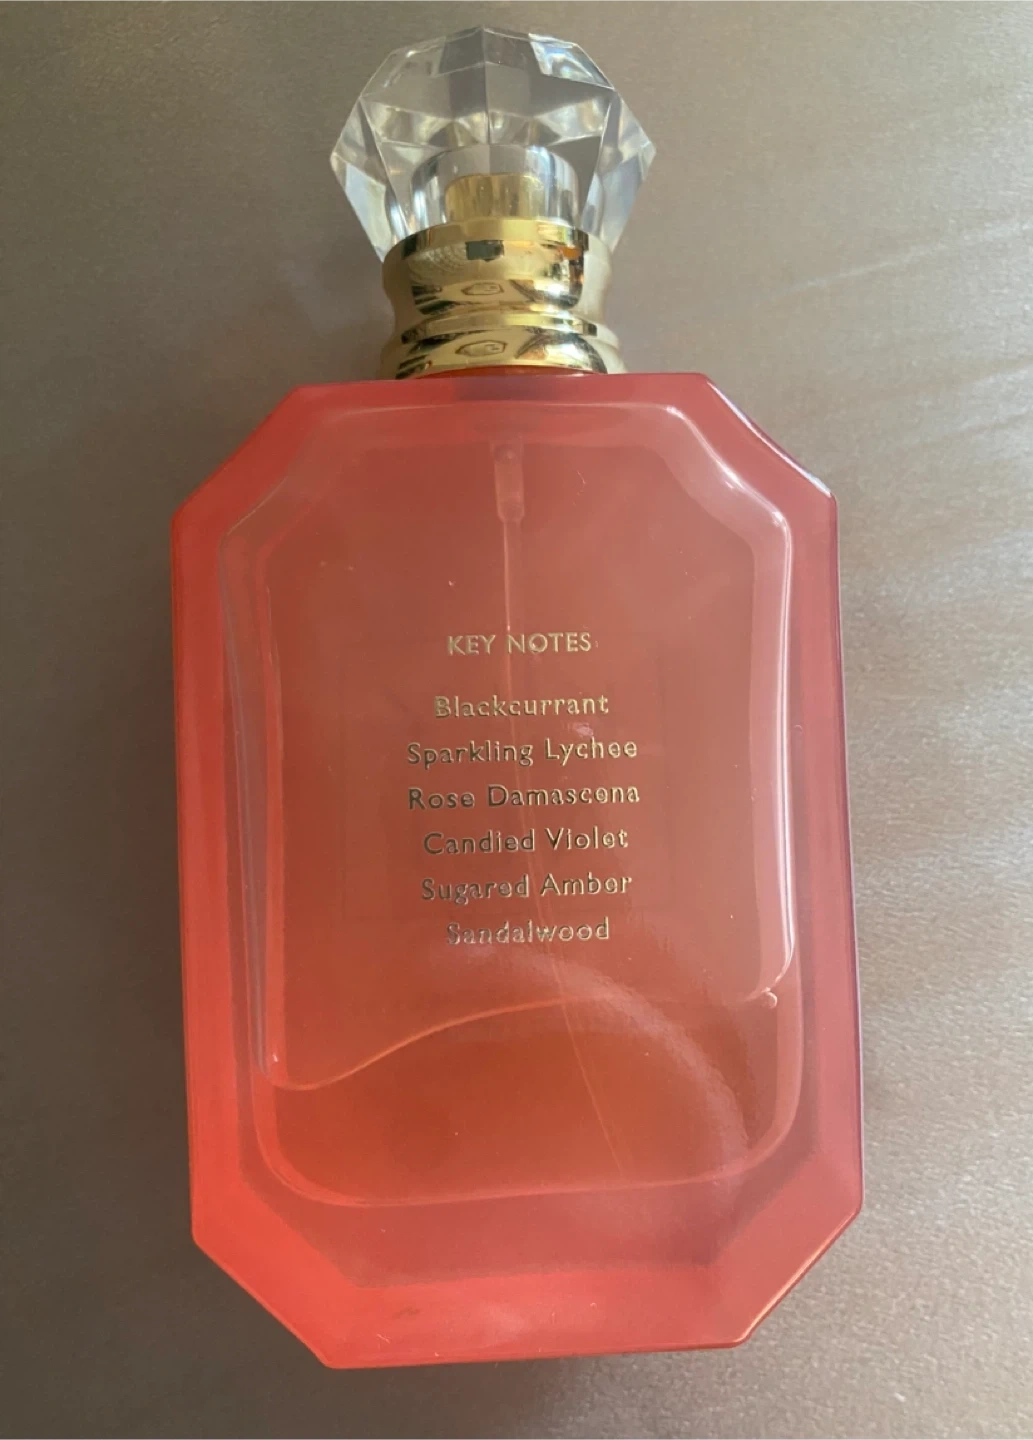 KEY NOTES
Blackcurrant
Sparkling Lychee
Rose Damascena
Candied Violet
Sugared Amber
Sandalwood